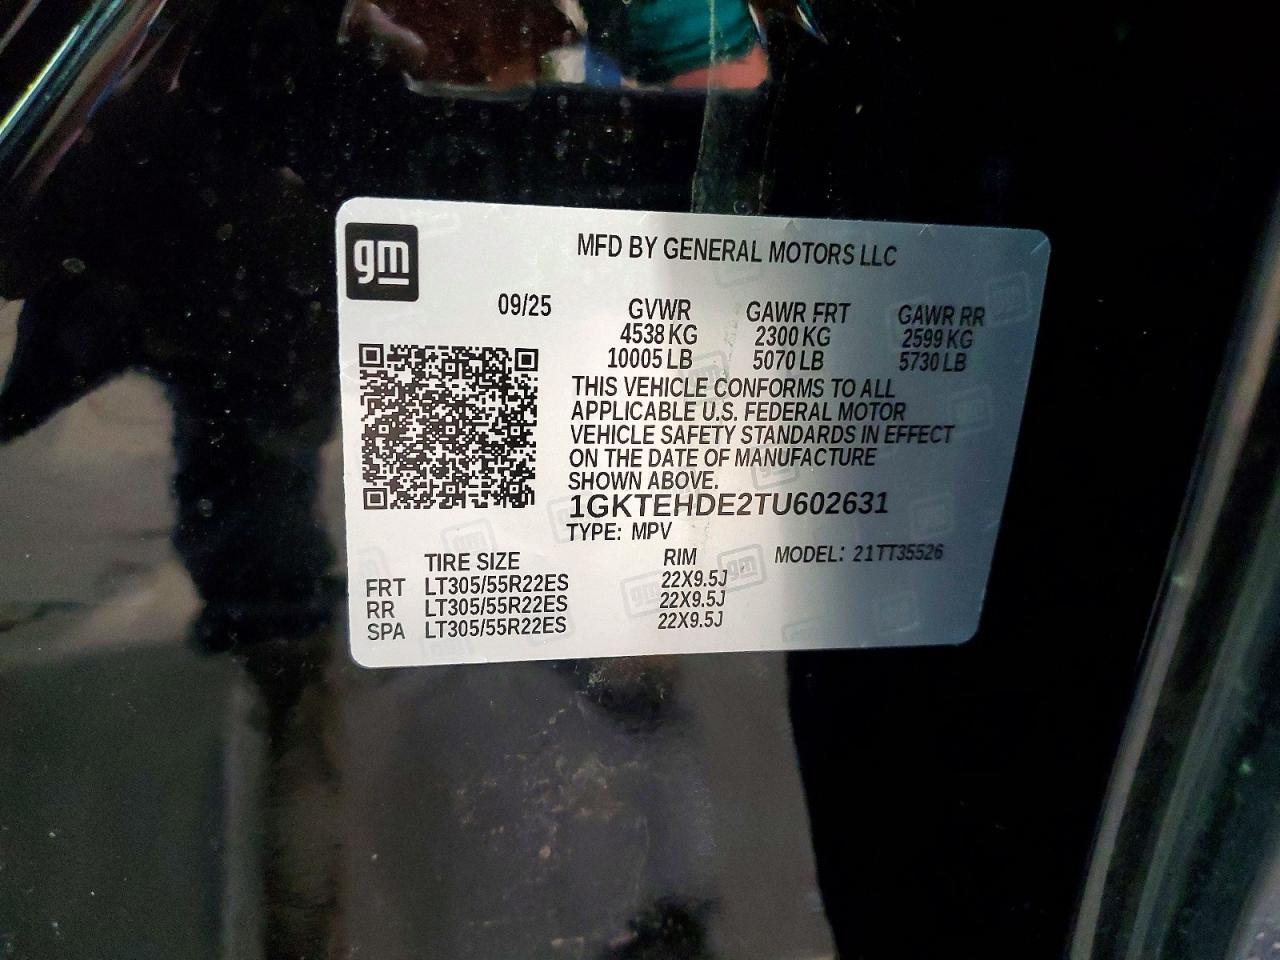 gm
MFD BY GENERAL MOTORS LLC
09/25 GVWR GAWR FRT GAWR RR
4538 KG 2300 KG 2599 KG
10005 LB 5070 LB 5730 LB
THIS VEHICLE CONFORMS TO ALL
APPLICABLE U.S. FEDERAL MOTOR
VEHICLE SAFETY STANDARDS IN EFFECT
ON THE DATE OF MANUFACTURE
SHOWN ABOVE.
1GKTEHDE2TU602631
TYPE: MPV
TIRE SIZE RIM MODEL: 21TT35526
FRT LT305/55R22ES 22X9.5J
RR LT305/55R22ES 22X9.5J
SPA LT305/55R22ES 22X9.5J